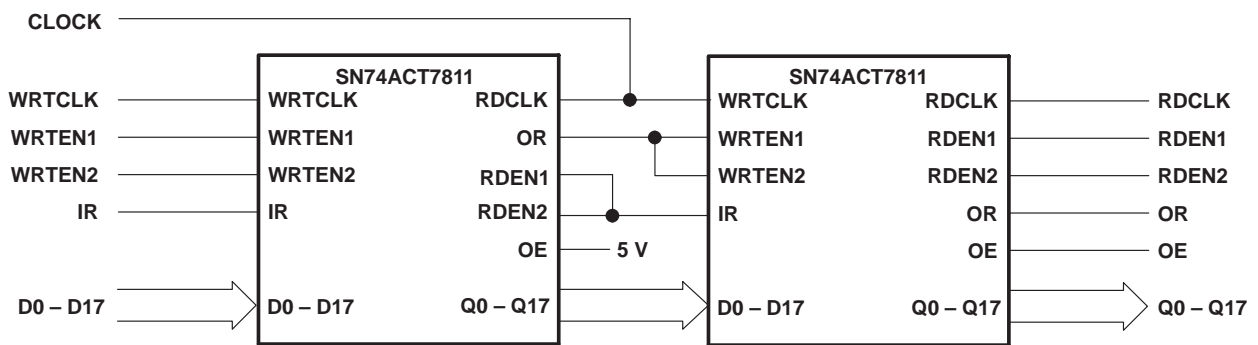 CLOCK
SN74ACT7811 SN74ACT7811
WRTCLK WRTCLK RDCLK WRTCLK RDCLK RDCLK
WRTEN1 WRTEN1 OR WRTEN1 RDEN1 RDEN1
WRTEN2 WRTEN2 RDEN1 WRTEN2 RDEN2 RDEN2
IR IR RDEN2 IR OR OR
OE 5 V OE OE
D0 – D17 D0 – D17 Q0 – Q17 D0 – D17 Q0 – Q17 Q0 – Q17